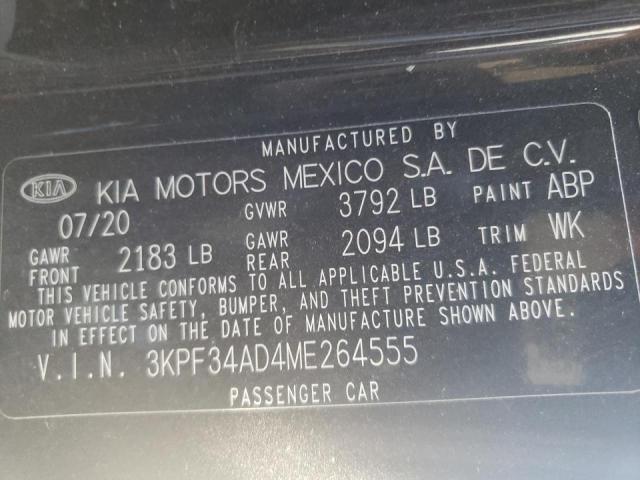 MANUFACTURED BY
KIA KIA MOTORS MEXICO S.A. DE C.V.
07/20 GVWR 3792 LB PAINT ABP
GAWR FRONT 2183 LB GAWR REAR 2094 LB TRIM WK
THIS VEHICLE CONFORMS TO ALL APPLICABLE U.S.A. FEDERAL
MOTOR VEHICLE SAFETY, BUMPER, AND THEFT PREVENTION STANDARDS
IN EFFECT ON THE DATE OF MANUFACTURE SHOWN ABOVE.
V.I.N. 3KPF34AD4ME264555
PASSENGER CAR